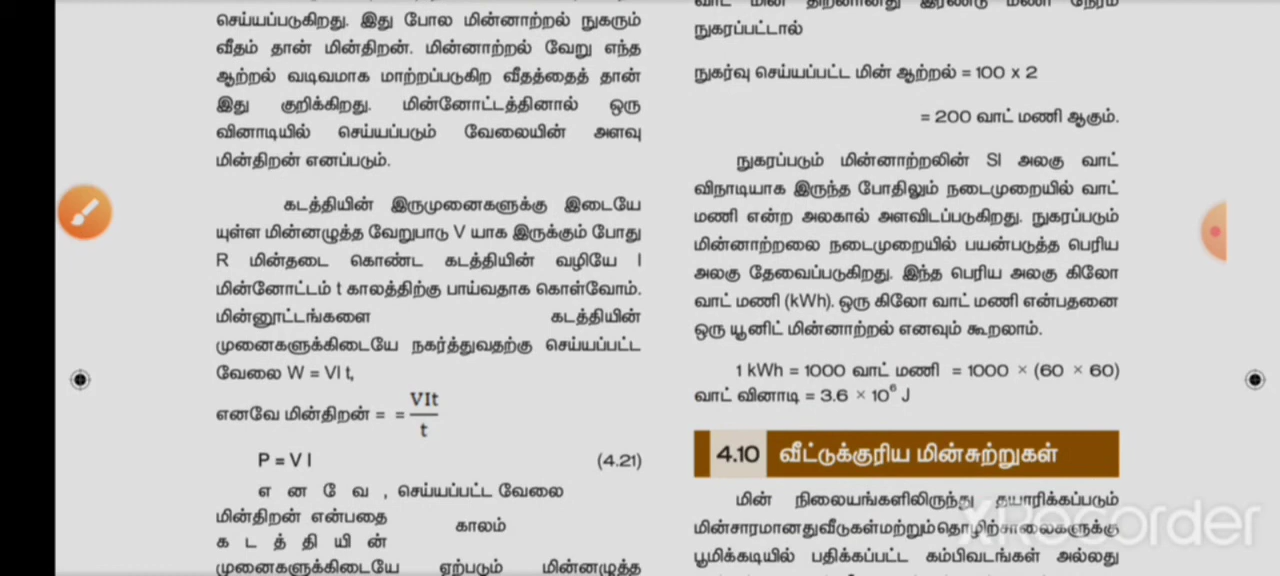 செய்யப்படுகிறது. இது போல மின்னாற்றல் நுகரும்
வீதம் தான் மின்திறன். மின்னாற்றல் வேறு எந்த
ஆற்றல் வடிவமாக மாற்றப்படுகிற வீதத்தைத் தான்
இது குறிக்கிறது. மின்னோட்டத்தினால் ஒரு
வினாடியில் செய்யப்படும் வேலையின் அளவு
மின்திறன் எனப்படும்.
கடத்தியின் இருமுனைகளுக்கு இடையே
யுள்ள மின்னழுத்த வேறுபாடு V யாக இருக்கும் போது
R மின்தடை கொண்ட கடத்தியின் வழியே I
மின்னோட்டம் t காலத்திற்கு பாய்வதாக கொள்வோம்.
மின்னூட்டங்களை கடத்தியின்
முனைகளுக்கிடையே நகர்த்துவதற்கு செய்யப்பட்ட
வேலை W = VI t,
எனவே மின்திறன் = = VIt
t
P = V I (4.21)
எ ன வே , செய்யப்பட்ட வேலை
மின்திறன் என்பதை காலம்
க ட த் தி யி ன்
முனைகளுக்கிடையே ஏற்படும் மின்னழுத்த
வாட் மின் திறனானது இரண்டு மணி நேரம்
நுகரப்பட்டால்
நுகர்வு செய்யப்பட்ட மின் ஆற்றல் = 100 x 2
= 200 வாட் மணி ஆகும்.
நுகரப்படும் மின்னாற்றலின் SI அலகு வாட்
விநாடியாக இருந்த போதிலும் நடைமுறையில் வாட்
மணி என்ற அலகால் அளவிடப்படுகிறது. நுகரப்படும்
மின்னாற்றலை நடைமுறையில் பயன்படுத்த பெரிய
அலகு தேவைப்படுகிறது. இந்த பெரிய அலகு கிலோ
வாட் மணி (kWh). ஒரு கிலோ வாட் மணி என்பதனை
ஒரு யூனிட் மின்னாற்றல் எனவும் கூறலாம்.
1 kWh = 1000 வாட் மணி = 1000 × (60 × 60)
வாட் வினாடி = 3.6 × 10⁶ J
4.10 வீட்டுக்குரிய மின்சுற்றுகள்
மின் நிலையங்களிலிருந்து தயாரிக்கப்படும்
மின்சாரமானது வீடுகள் மற்றும் தொழிற்சாலைகளுக்கு
பூமிக்கடியில் பதிக்கப்பட்ட கம்பிவடங்கள் அல்லது
XRecorder